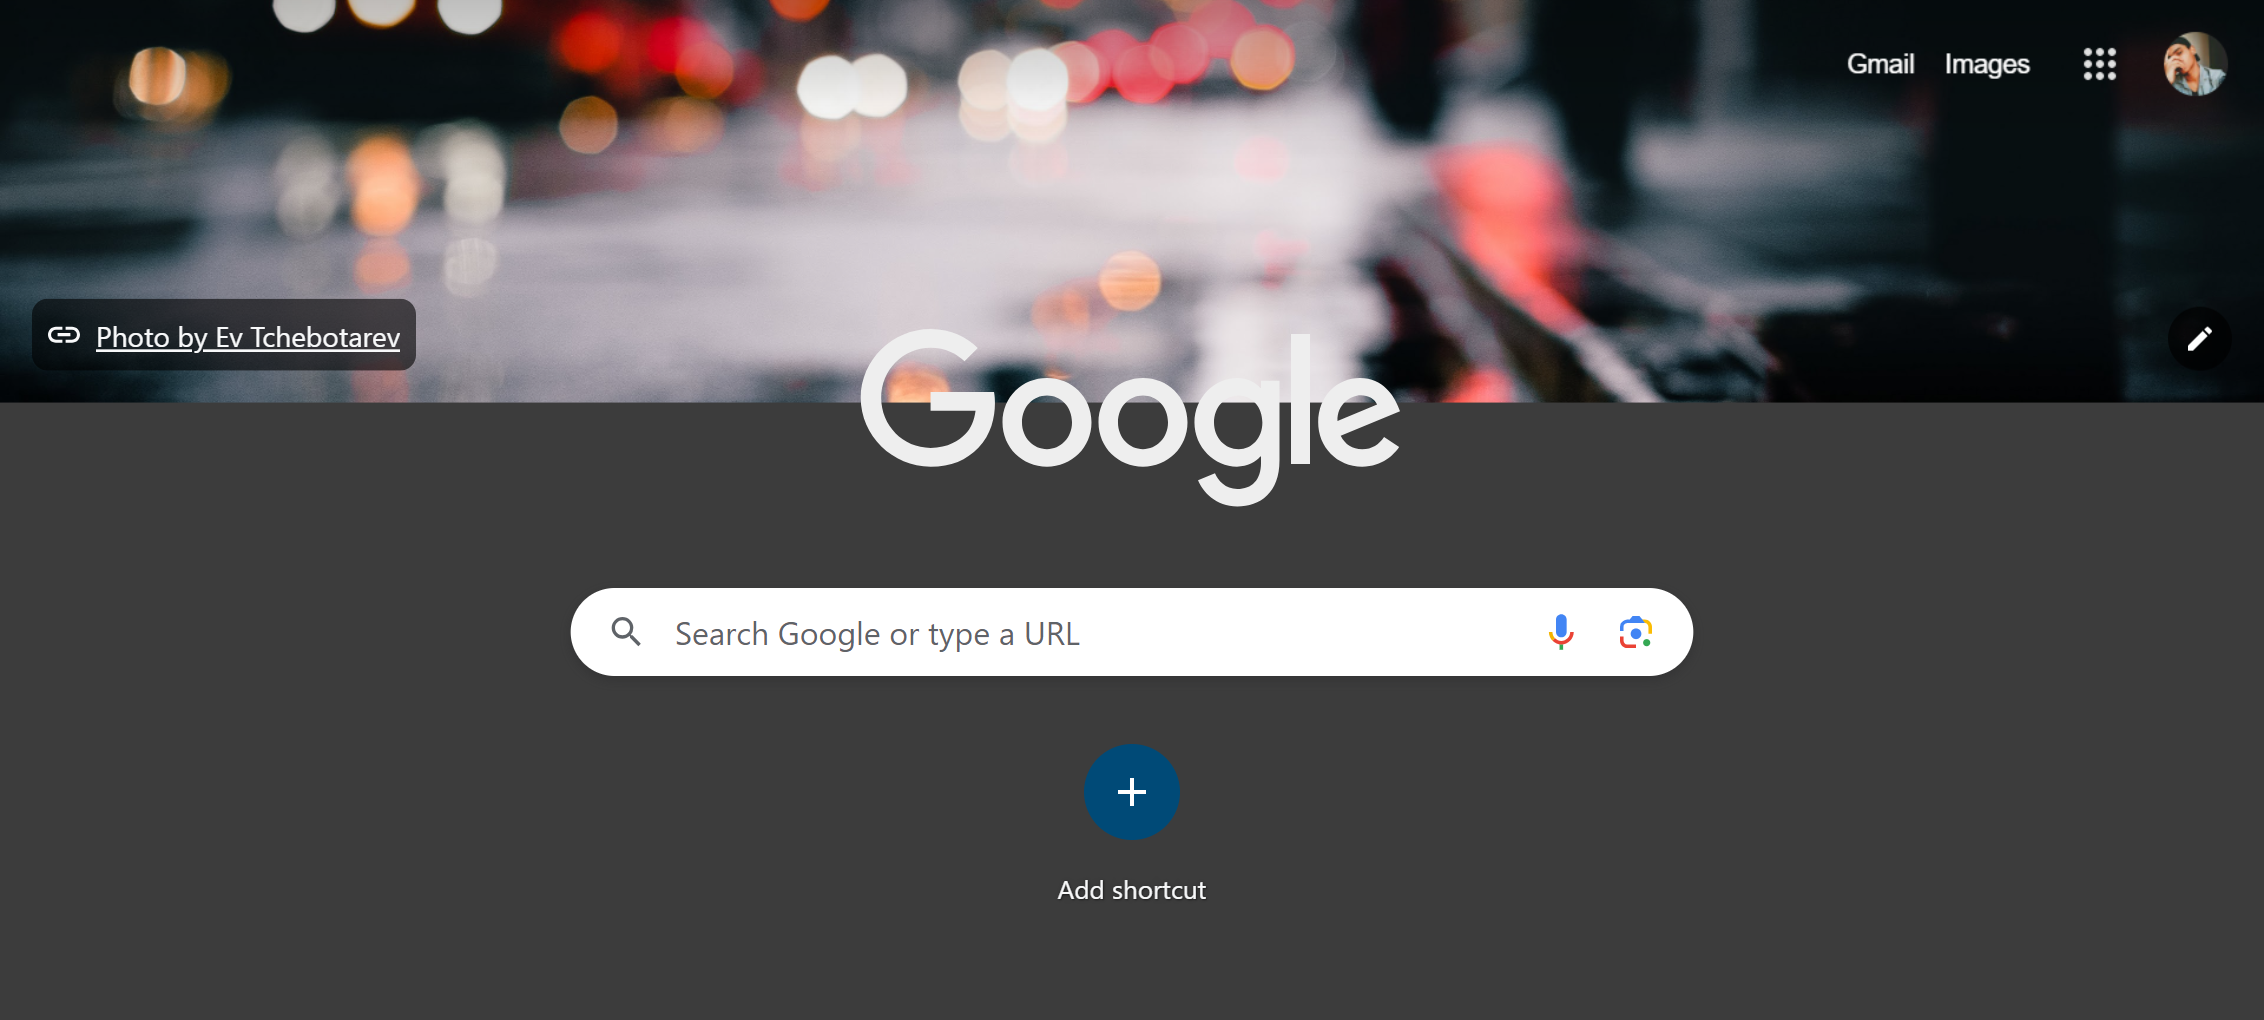 Gmail Images
Photo by Ev Tchebotarev
Google
Search Google or type a URL
Add shortcut